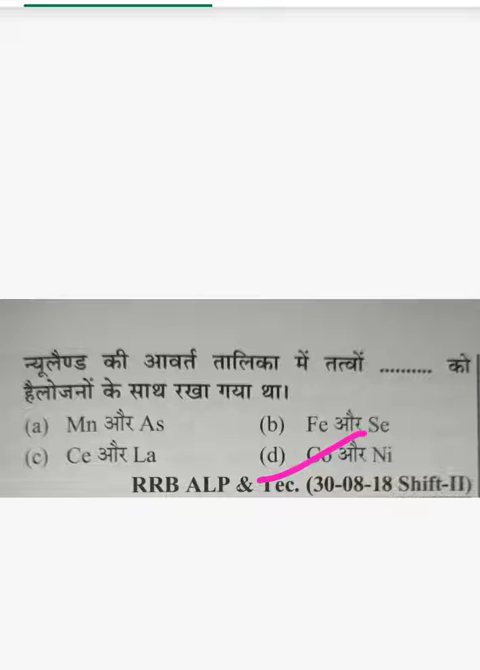 न्यूलैण्ड की आवर्त तालिका में तत्वों .......... को
हैलोजनों के साथ रखा गया था।
(a) Mn और As (b) Fe और Se
(c) Ce और La (d) Co और Ni
RRB ALP & Tec. (30-08-18 Shift-II)